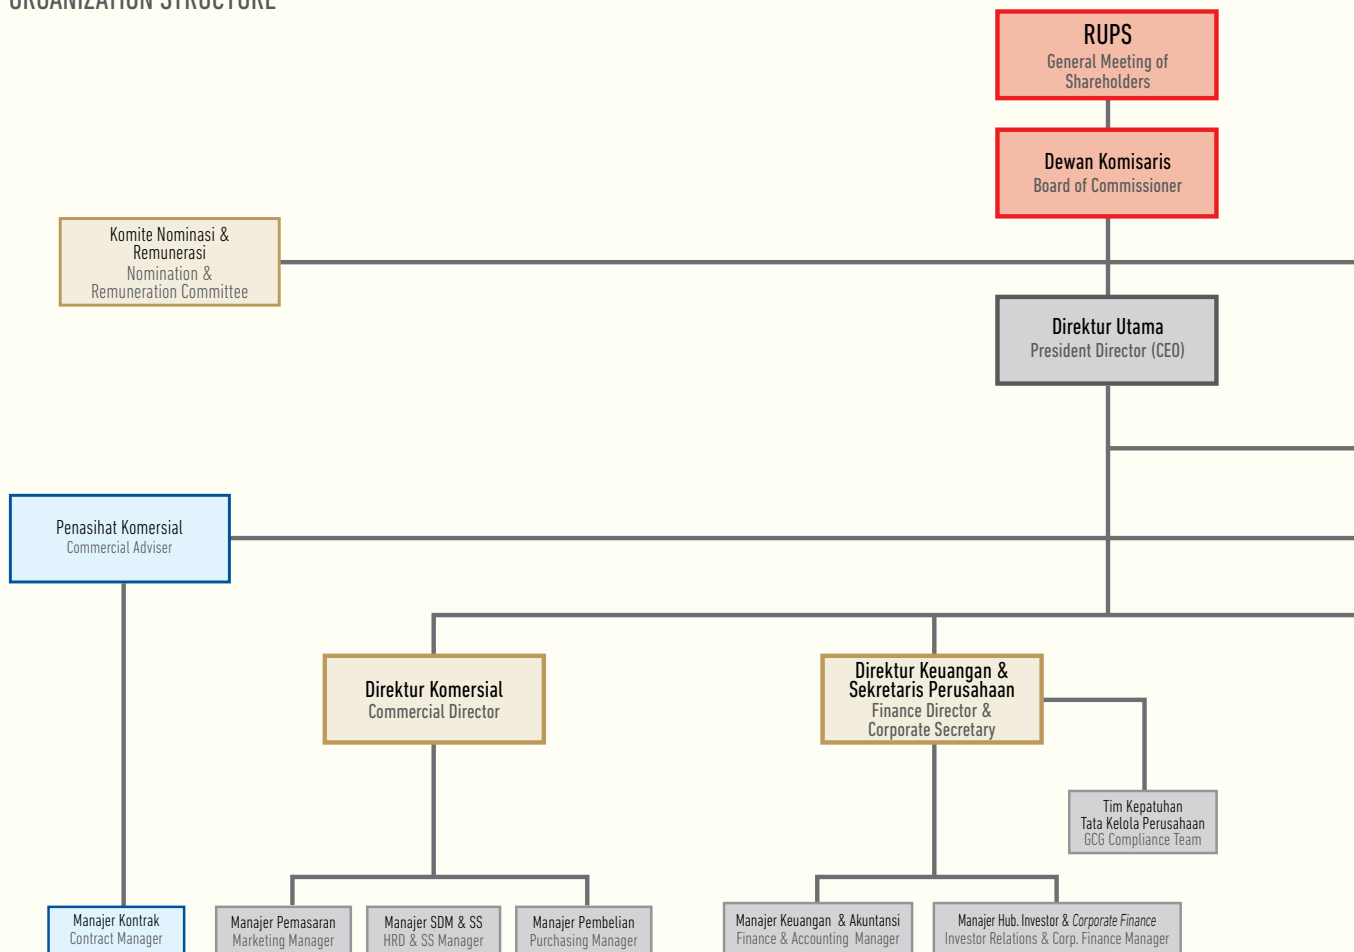 ORGANIZATION STRUCTURE
RUPS
General Meeting of
Shareholders
Dewan Komisaris
Board of Commissioner
Komite Nominasi &
Remunerasi
Nomination &
Remuneration Committee
Direktur Utama
President Director (CEO)
Penasihat Komersial
Commercial Adviser
Direktur Komersial
Commercial Director
Direktur Keuangan &
Sekretaris Perusahaan
Finance Director &
Corporate Secretary
Tim Kepatuhan
Tata Kelola Perusahaan
GCG Compliance Team
Manajer Kontrak
Contract Manager
Manajer Pemasaran
Marketing Manager
Manajer SDM & SS
HRD & SS Manager
Manajer Pembelian
Purchasing Manager
Manajer Keuangan & Akuntansi
Finance & Accounting Manager
Manajer Hub. Investor & Corporate Finance
Investor Relations & Corp. Finance Manager